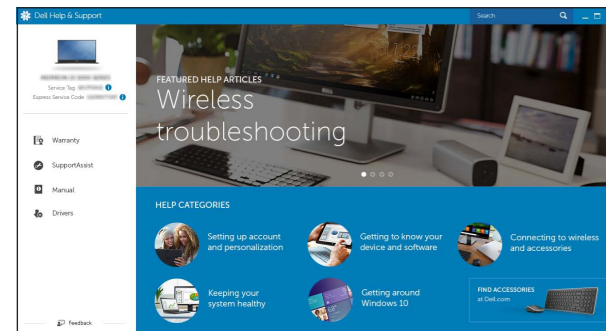 Dell Help & Support
Search
Service Tag
Express Service Code
Warranty
SupportAssist
Manual
Drivers
Feedback
FEATURED HELP ARTICLES
Wireless
troubleshooting
HELP CATEGORIES
Setting up account
and personalization
Getting to know your
device and software
Connecting to wireless
and accessories
Keeping your
system healthy
Getting around
Windows 10
FIND ACCESSORIES
at Dell.com